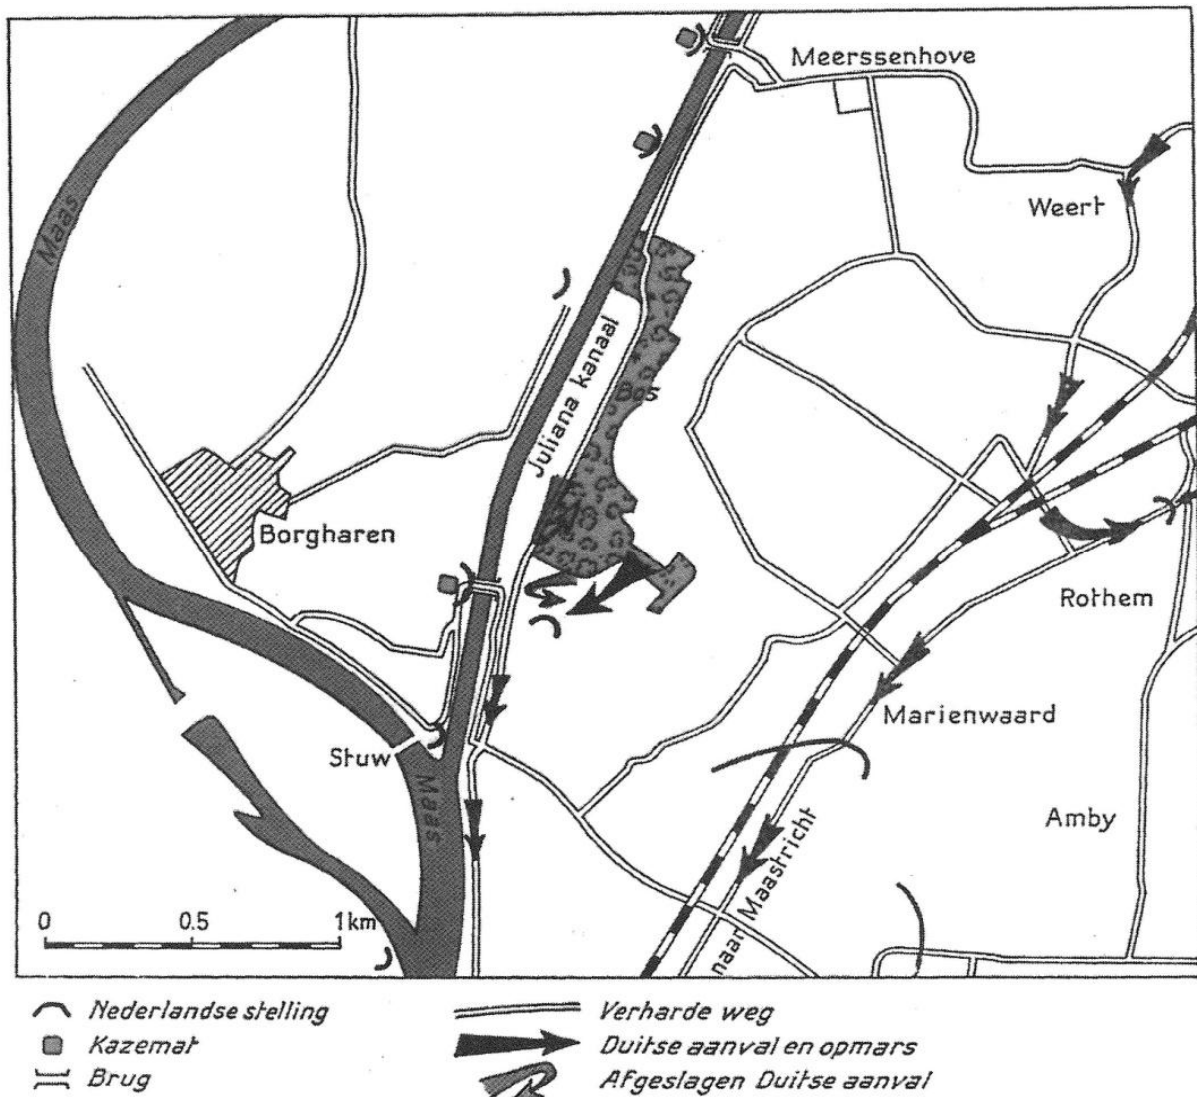 Meerssenhove
Maas
Weert
Juliana kanaal
Bos
Borgharen
Rothem
Marienwaard
Stuw
Maas
Amby
naar Maastricht
0 0.5 1km
Nederlandse stelling
Verharde weg
Kazemat
Duitse aanval en opmars
Brug
Afgeslagen Duitse aanval